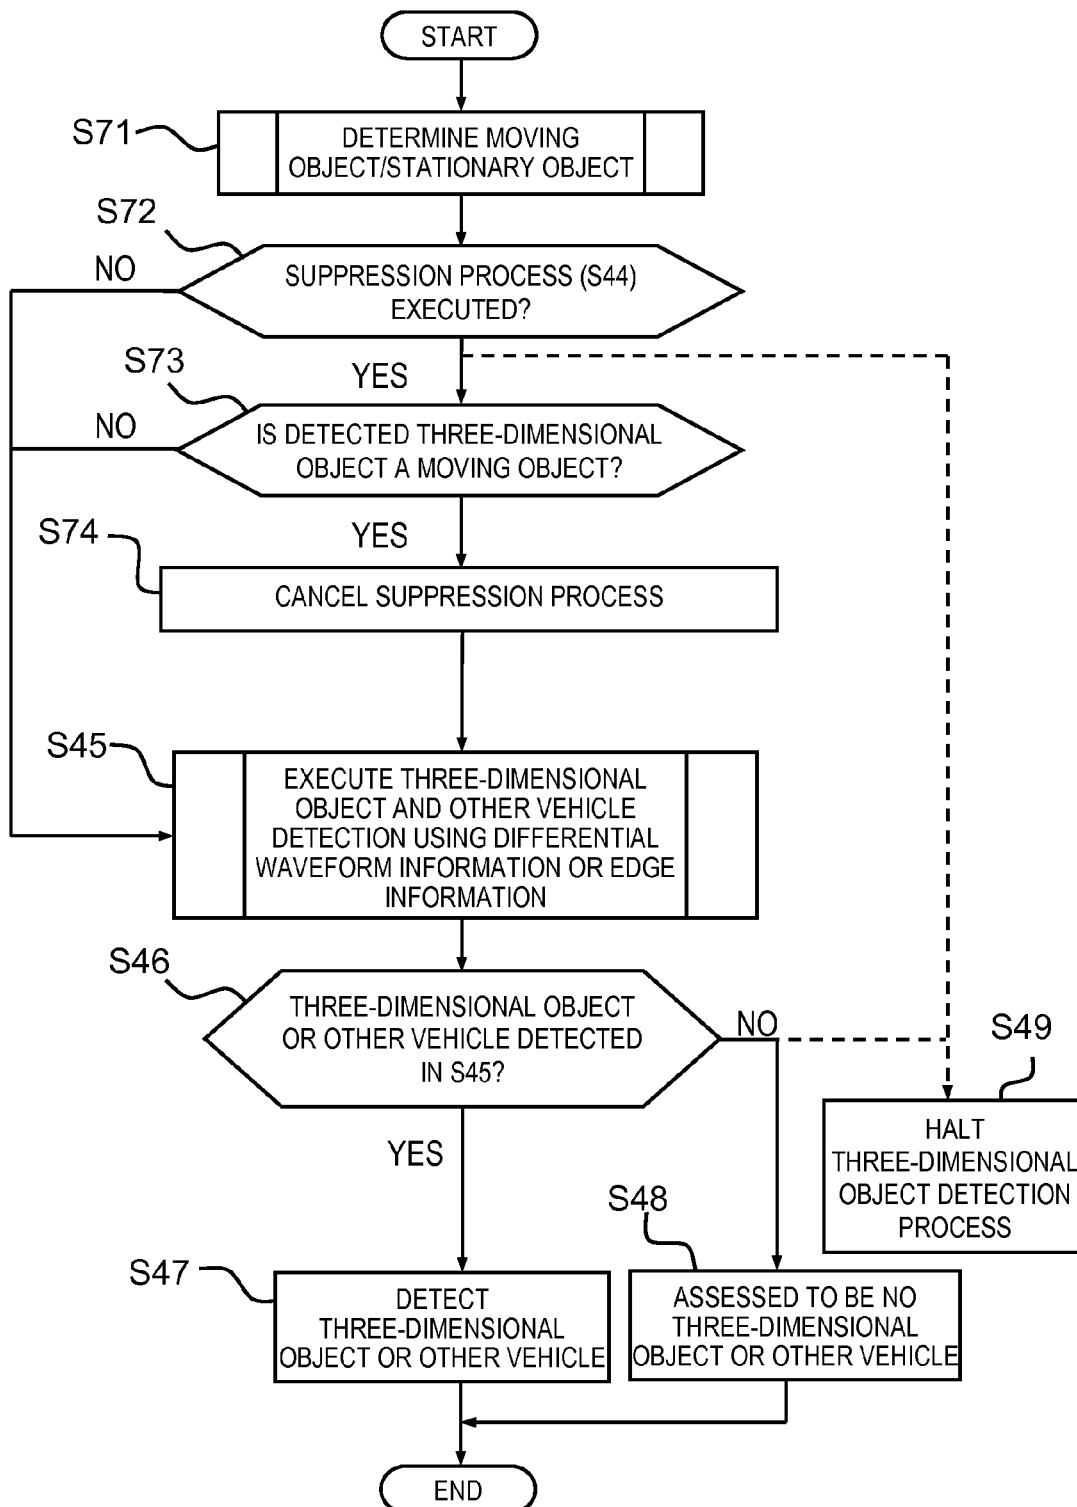 START
S71
DETERMINE MOVING
OBJECT/STATIONARY OBJECT
S72
NO
SUPPRESSION PROCESS (S44)
EXECUTED?
S73
YES
NO
IS DETECTED THREE-DIMENSIONAL
OBJECT A MOVING OBJECT?
S74
YES
CANCEL SUPPRESSION PROCESS
S45
EXECUTE THREE-DIMENSIONAL
OBJECT AND OTHER VEHICLE
DETECTION USING DIFFERENTIAL
WAVEFORM INFORMATION OR EDGE
INFORMATION
S46
THREE-DIMENSIONAL OBJECT
OR OTHER VEHICLE DETECTED
IN S45?
NO
S49
YES
HALT
THREE-DIMENSIONAL
OBJECT DETECTION
PROCESS
S48
S47
DETECT
THREE-DIMENSIONAL
OBJECT OR OTHER VEHICLE
ASSESSED TO BE NO
THREE-DIMENSIONAL
OBJECT OR OTHER VEHICLE
END